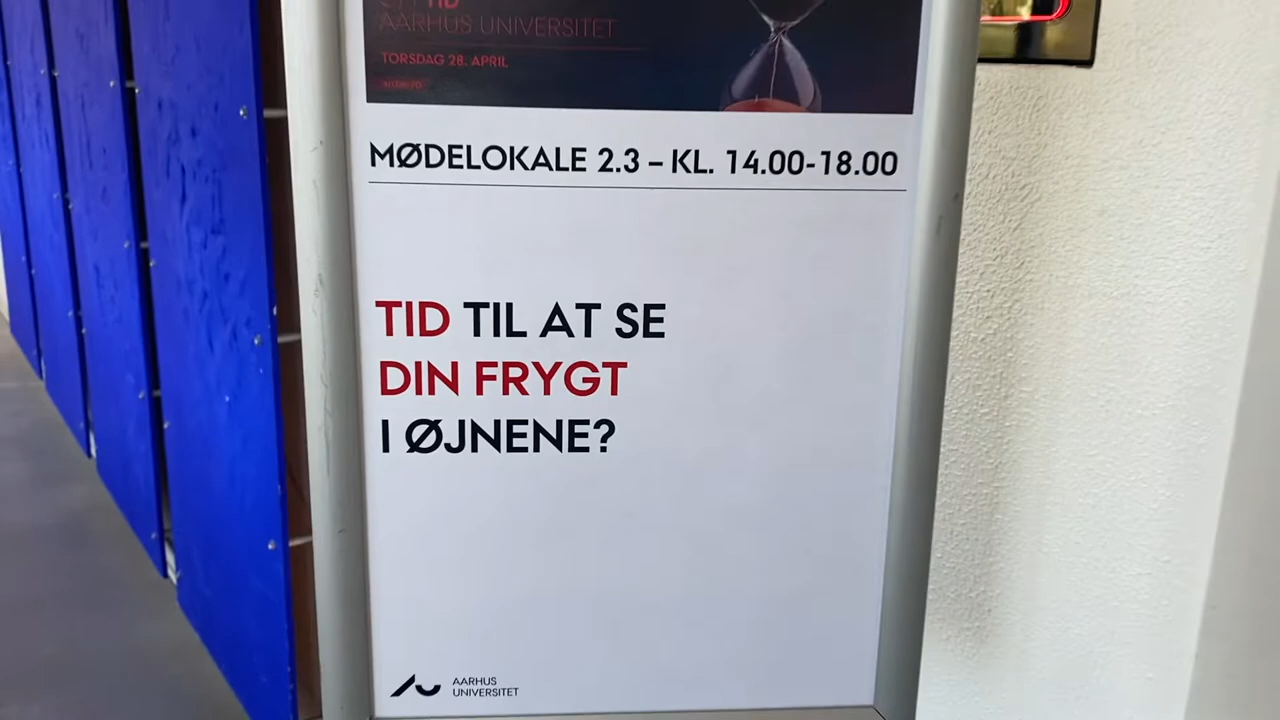 TID
AARHUS UNIVERSITET
TORSDAG 28. APRIL
MØDELOKALE 2.3 – KL. 14.00-18.00
TID TIL AT SE
DIN FRYGT
I ØJNENE?
AARHUS
UNIVERSITET